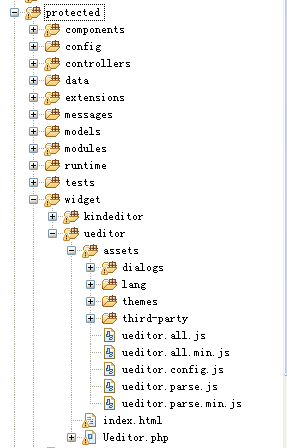 protected
components
config
controllers
data
extensions
messages
models
modules
runtime
tests
widget
kindeditor
ueditor
assets
dialogs
lang
themes
third-party
ueditor.all.js
ueditor.all.min.js
ueditor.config.js
ueditor.parse.js
ueditor.parse.min.js
index.html
Ueditor.php